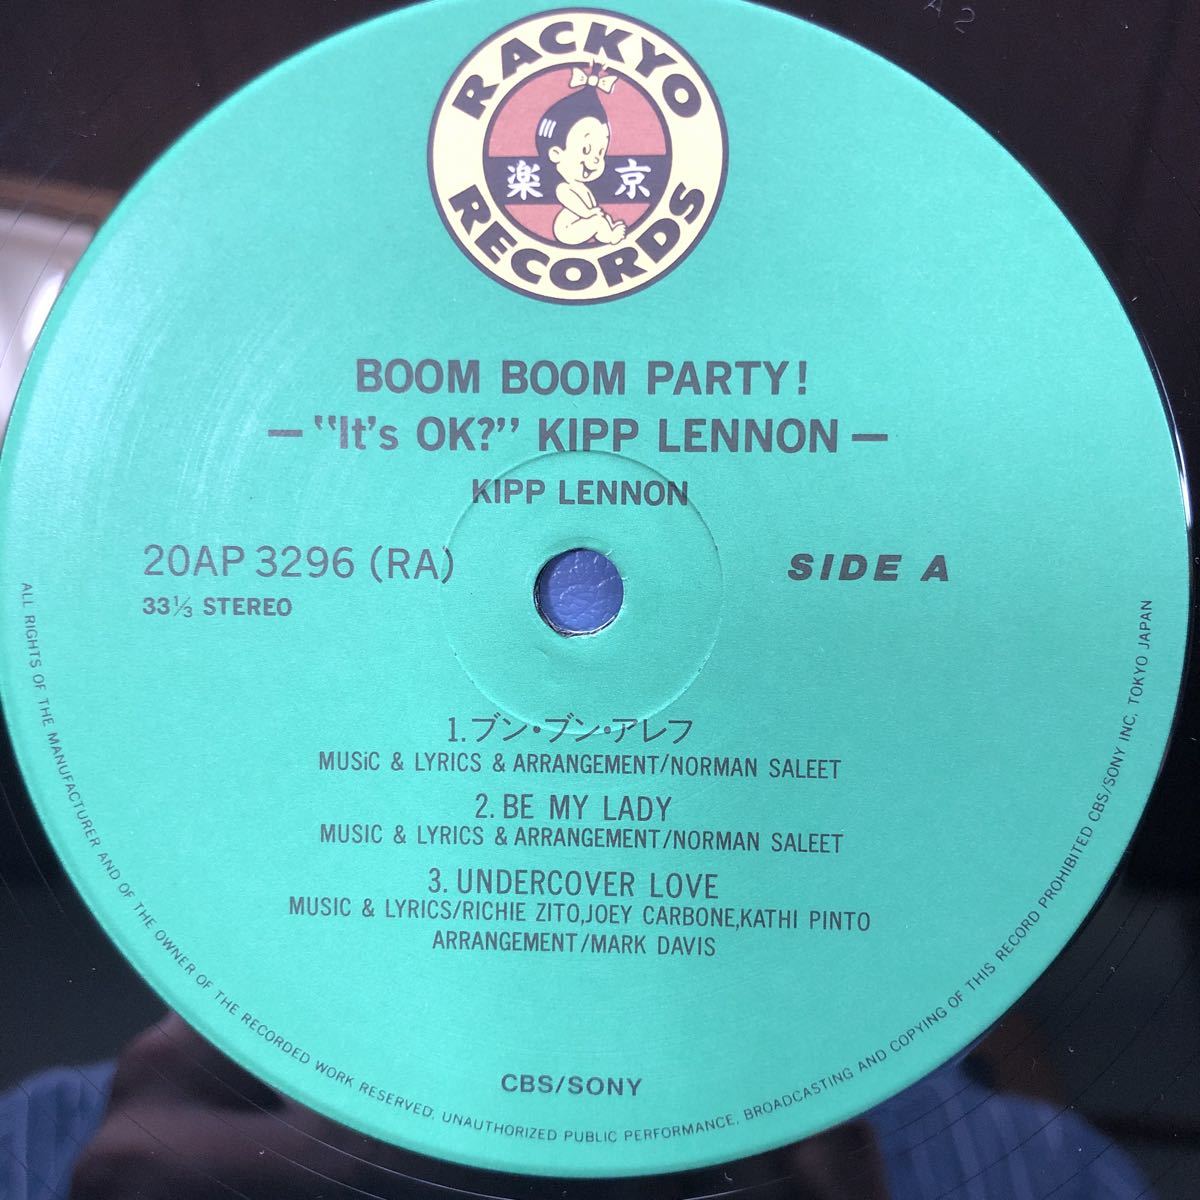 A2
RACKYO
楽 京
RECORDS
BOOM BOOM PARTY!
—"It's OK?" KIPP LENNON—
KIPP LENNON
20AP 3296 (RA)
SIDE A
33⅓ STEREO
1. ブン・ブン・アレフ
MUSiC & LYRICS & ARRANGEMENT/NORMAN SALEET
2. BE MY LADY
MUSIC & LYRICS & ARRANGEMENT/NORMAN SALEET
3. UNDERCOVER LOVE
MUSIC & LYRICS/RICHIE ZITO,JOEY CARBONE,KATHI PINTO
ARRANGEMENT/MARK DAVIS
CBS/SONY
ALL RIGHTS OF THE MANUFACTURER AND OF THE OWNER OF THE RECORDED WORK RESERVED. UNAUTHORIZED PUBLIC PERFORMANCE, BROADCASTING AND COPYING OF THIS RECORD PROHIBITED CBS/SONY INC. TOKYO JAPAN